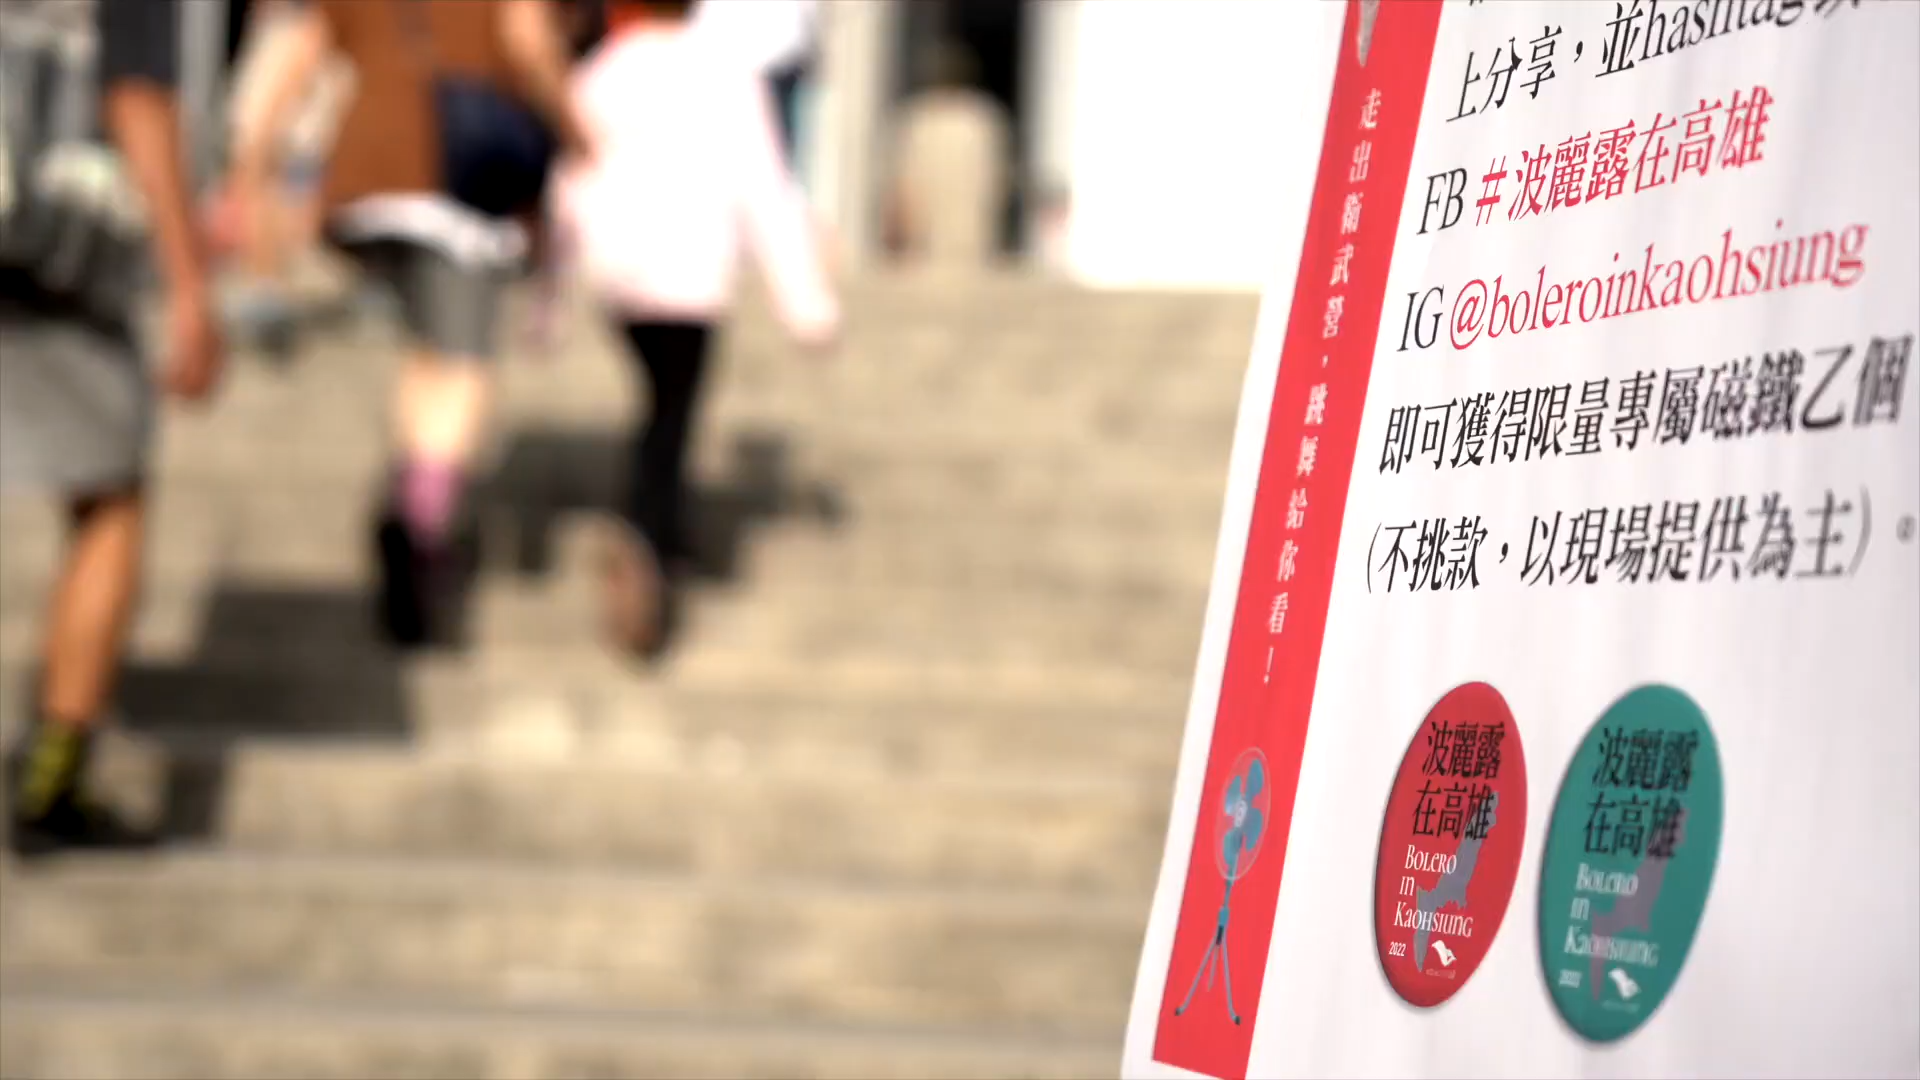 上分享，並hashtag
FB #波麗露在高雄
IG @boleroinkaohsiung
即可獲得限量專屬磁鐵乙個
(不挑款，以現場提供為主)。
走出衛武營，跳舞給你看！
波麗露
在高雄
BOLERO
IN
KAOHSIUNG
2022
波麗露
在高雄
BOLERO
IN
KAOHSIUNG
2022